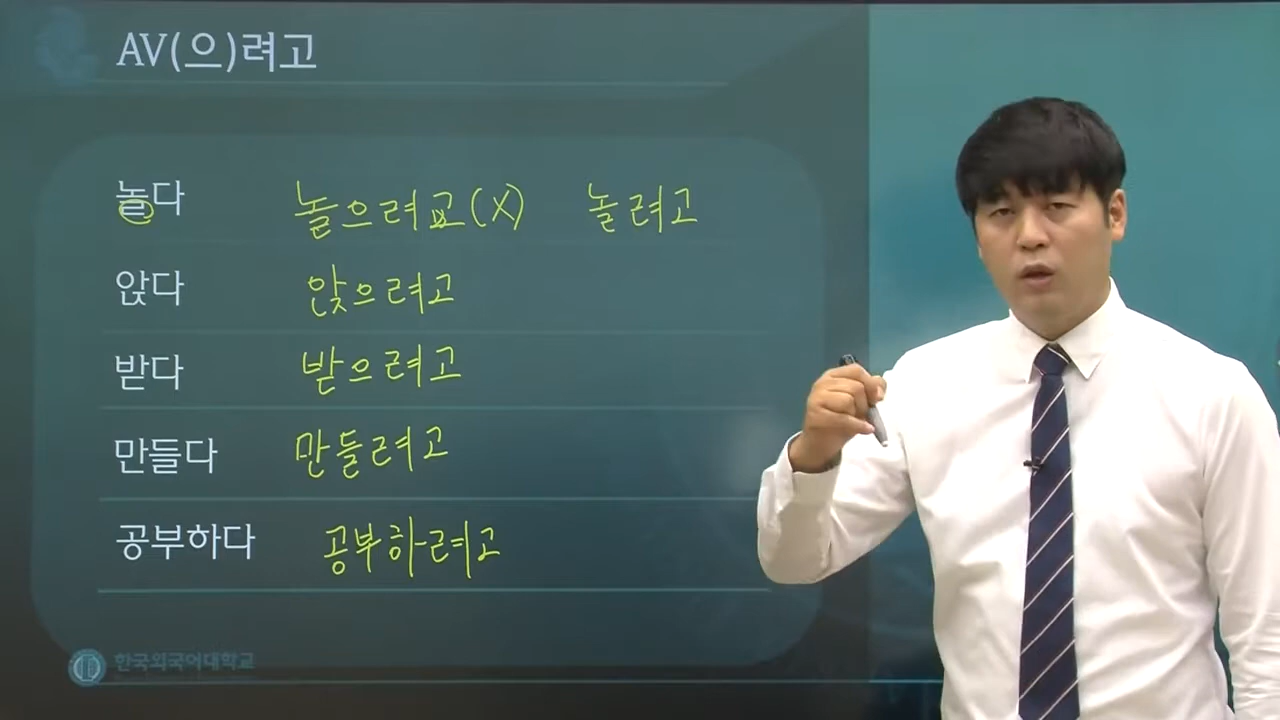 AV(으)려고
놀다 놀으려고(X) 놀려고
앉다 앉으려고
받다 받으려고
만들다 만들려고
공부하다 공부하려고
한국외국어대학교